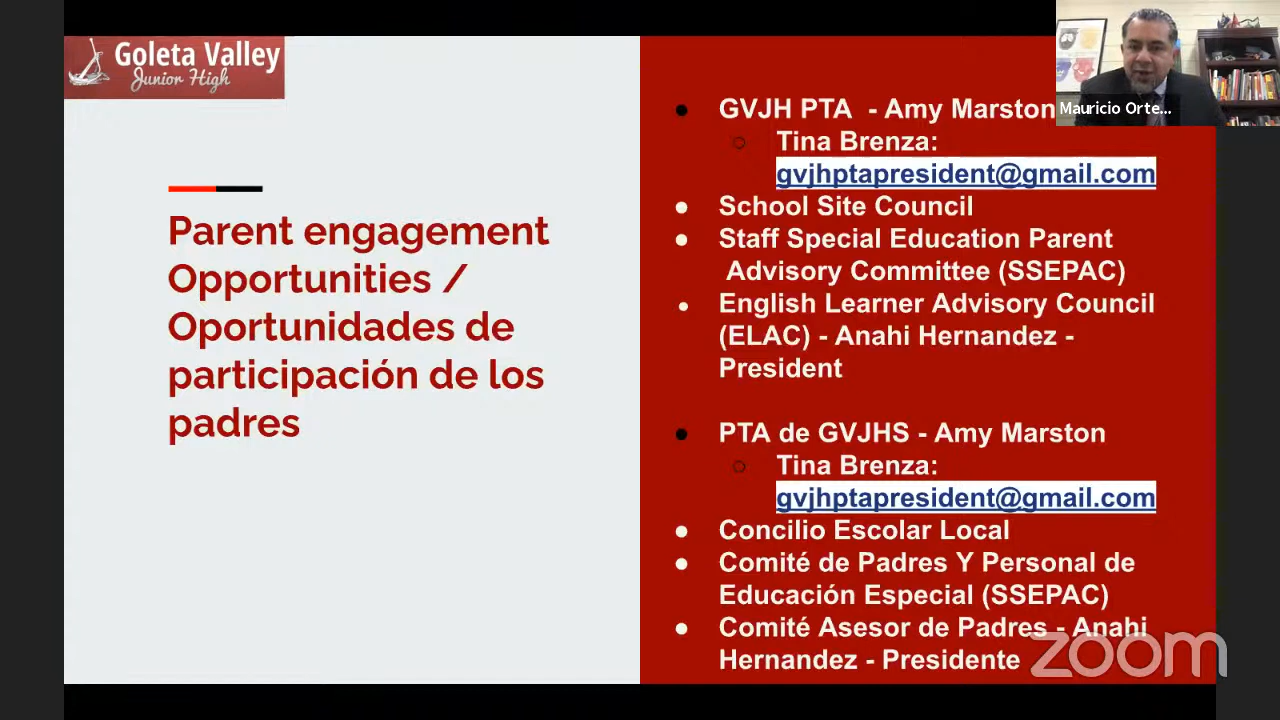 Goleta Valley
Junior High
Parent engagement
Opportunities /
Oportunidades de
participación de los
padres
GVJH PTA - Amy Marston
Tina Brenza:
gvjhptapresident@gmail.com
School Site Council
Staff Special Education Parent
Advisory Committee (SSEPAC)
English Learner Advisory Council
(ELAC) - Anahi Hernandez -
President
PTA de GVJHS - Amy Marston
Tina Brenza:
gvjhptapresident@gmail.com
Concilio Escolar Local
Comité de Padres Y Personal de
Educación Especial (SSEPAC)
Comité Asesor de Padres - Anahi
Hernandez - Presidente
Mauricio Orte...
zoom